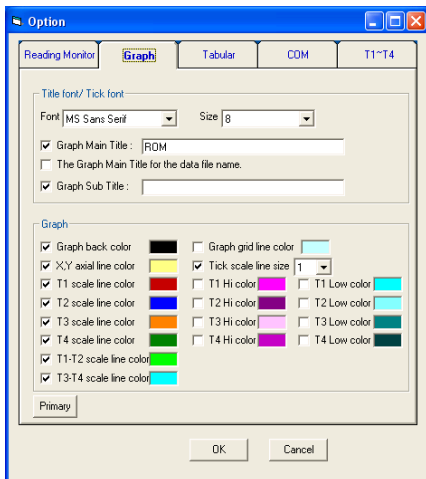 Option
Reading Monitor Graph Tabular COM T1~T4
Title font/ Tick font
Font MS Sans Serif Size 8
Graph Main Title : ROM
The Graph Main Title for the data file name.
Graph Sub Title :
Graph
Graph back color Graph grid line color
X,Y axial line color Tick scale line size 1
T1 scale line color T1 Hi color T1 Low color
T2 scale line color T2 Hi color T2 Low color
T3 scale line color T3 Hi color T3 Low color
T4 scale line color T4 Hi color T4 Low color
T1-T2 scale line color
T3-T4 scale line color
Primary
OK Cancel